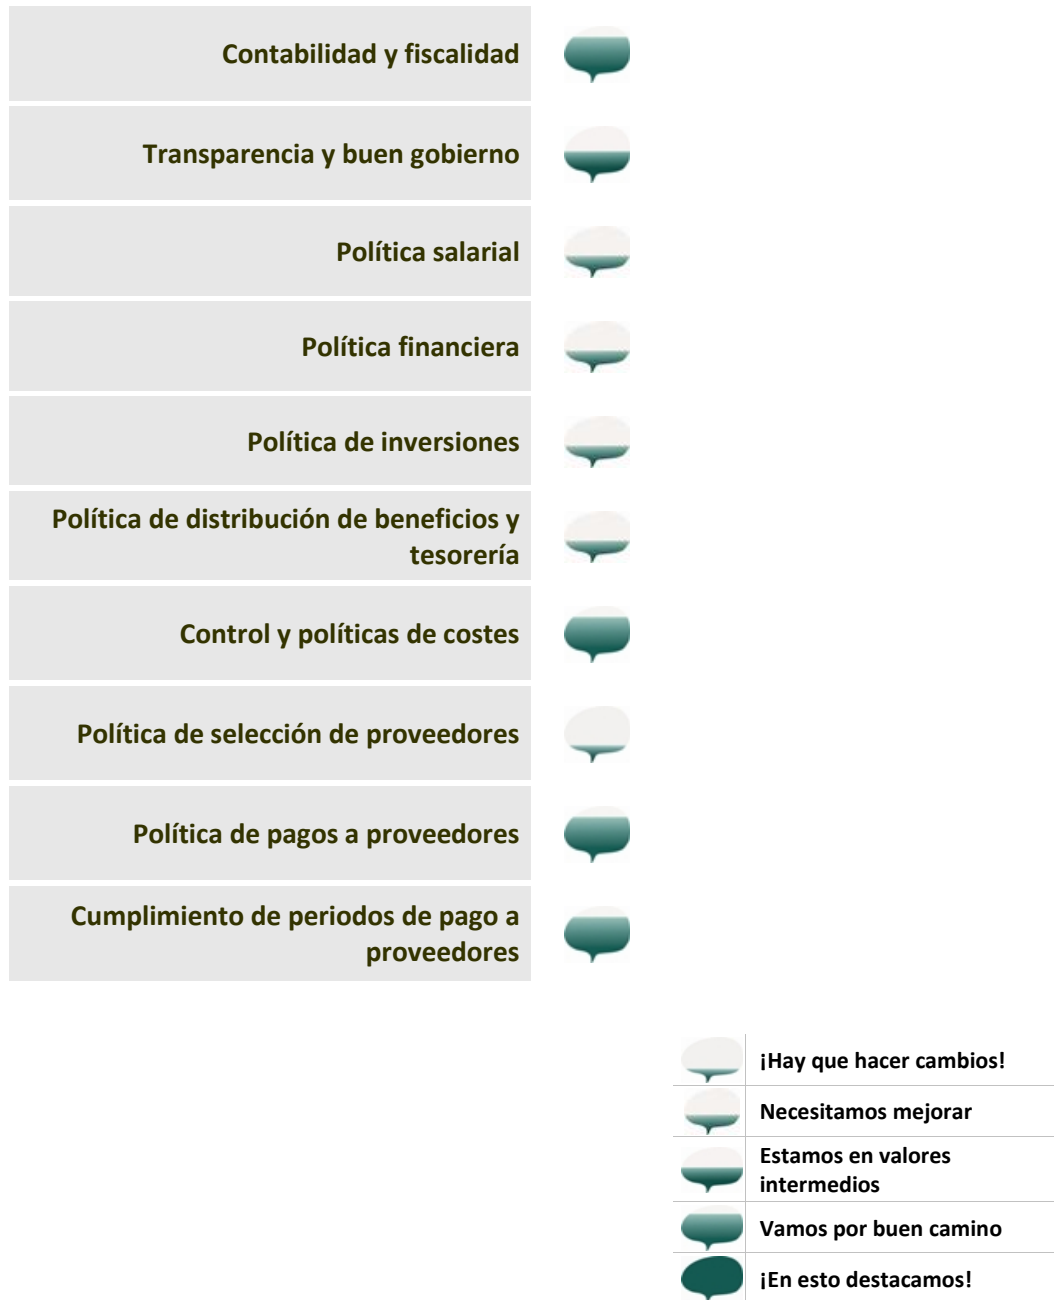 Contabilidad y fiscalidad
Transparencia y buen gobierno
Política salarial
Política financiera
Política de inversiones
Política de distribución de beneficios y
tesorería
Control y políticas de costes
Política de selección de proveedores
Política de pagos a proveedores
Cumplimiento de periodos de pago a
proveedores
¡Hay que hacer cambios!
Necesitamos mejorar
Estamos en valores
intermedios
Vamos por buen camino
¡En esto destacamos!